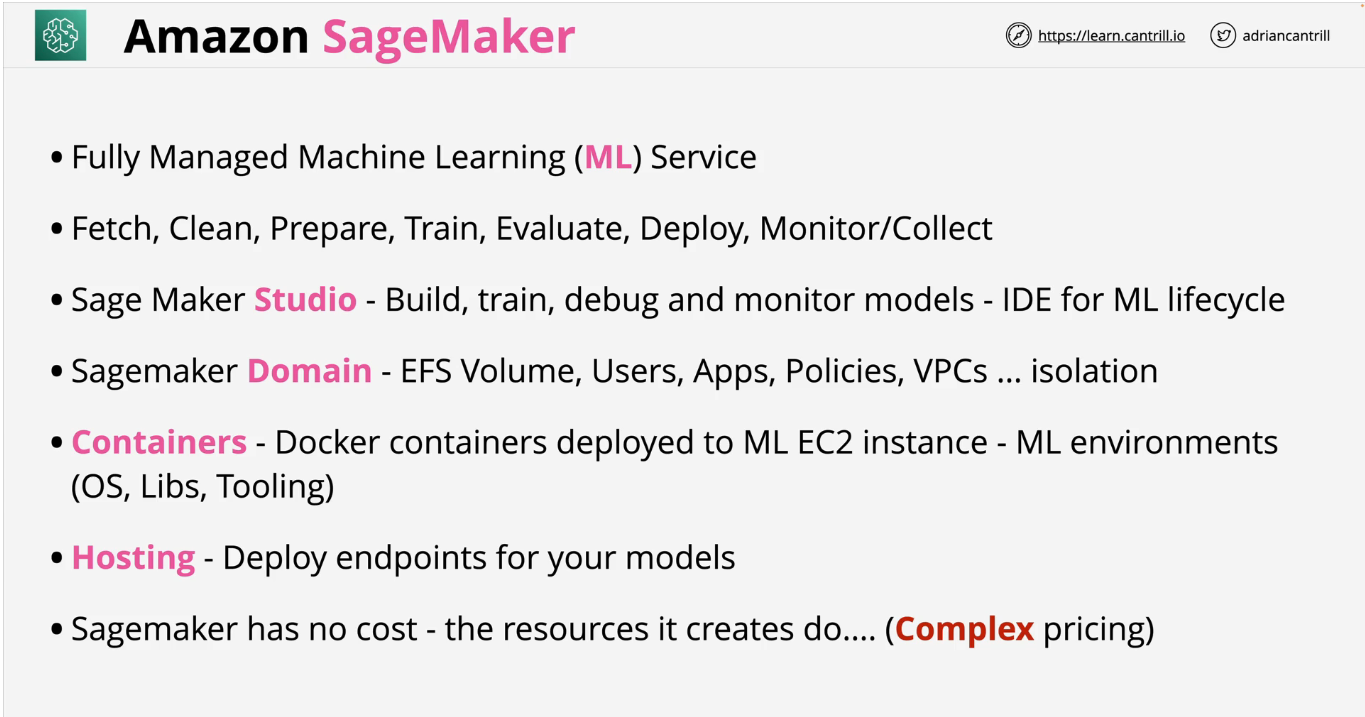 Amazon SageMaker
https://learn.cantrill.io
adriancantrill
• Fully Managed Machine Learning (ML) Service
• Fetch, Clean, Prepare, Train, Evaluate, Deploy, Monitor/Collect
• Sage Maker Studio - Build, train, debug and monitor models - IDE for ML lifecycle
• Sagemaker Domain - EFS Volume, Users, Apps, Policies, VPCs ... isolation
• Containers - Docker containers deployed to ML EC2 instance - ML environments
(OS, Libs, Tooling)
• Hosting - Deploy endpoints for your models
• Sagemaker has no cost - the resources it creates do.... (Complex pricing)